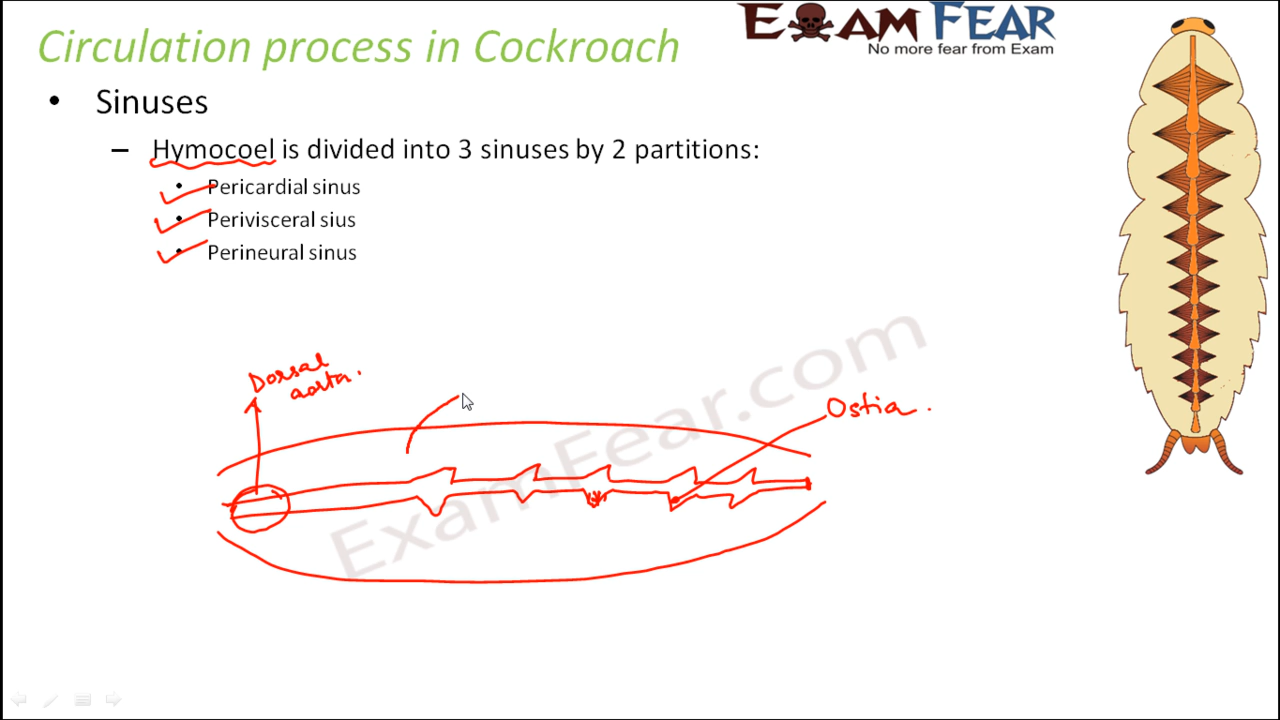 Circulation process in Cockroach
EXAM FEAR
No more fear from Exam
• Sinuses
– Hymocoel is divided into 3 sinuses by 2 partitions:
• Pericardial sinus
• Perivisceral sius
• Perineural sinus
Dorsal
aorta.
Ostia.
ExamFear.com